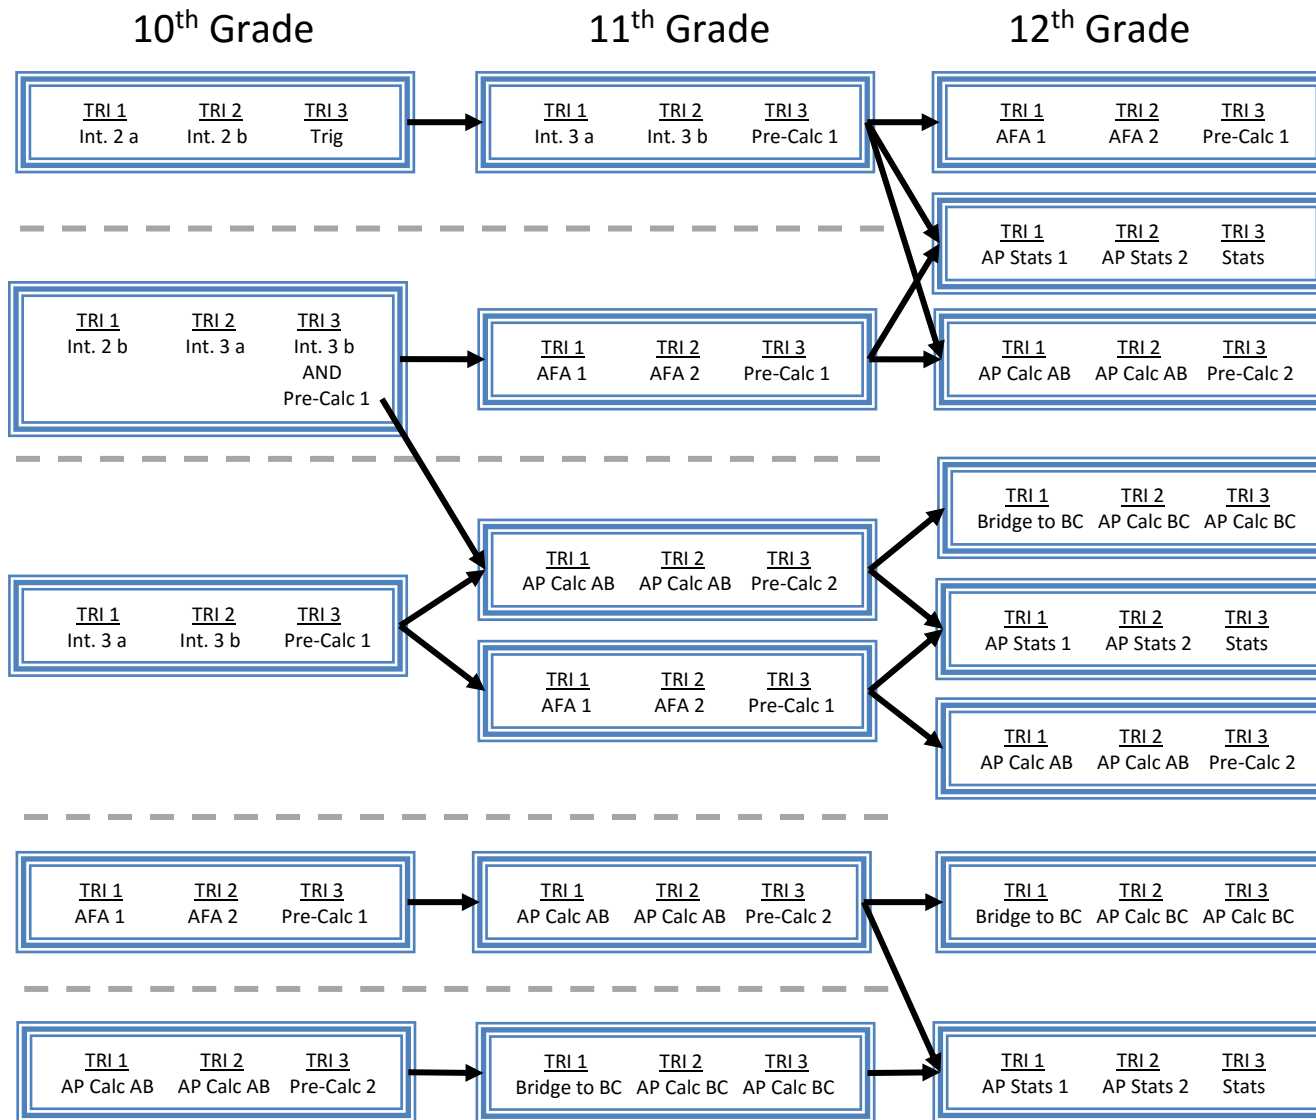 10th Grade 11th Grade 12th Grade
TRI 1 TRI 2 TRI 3
Int. 2 a Int. 2 b Trig
TRI 1 TRI 2 TRI 3
Int. 3 a Int. 3 b Pre-Calc 1
TRI 1 TRI 2 TRI 3
AFA 1 AFA 2 Pre-Calc 1
TRI 1 TRI 2 TRI 3
AP Stats 1 AP Stats 2 Stats
TRI 1 TRI 2 TRI 3
Int. 2 b Int. 3 a Int. 3 b
AND
Pre-Calc 1
TRI 1 TRI 2 TRI 3
AFA 1 AFA 2 Pre-Calc 1
TRI 1 TRI 2 TRI 3
AP Calc AB AP Calc AB Pre-Calc 2
TRI 1 TRI 2 TRI 3
Bridge to BC AP Calc BC AP Calc BC
TRI 1 TRI 2 TRI 3
AP Calc AB AP Calc AB Pre-Calc 2
TRI 1 TRI 2 TRI 3
Int. 3 a Int. 3 b Pre-Calc 1
TRI 1 TRI 2 TRI 3
AP Stats 1 AP Stats 2 Stats
TRI 1 TRI 2 TRI 3
AFA 1 AFA 2 Pre-Calc 1
TRI 1 TRI 2 TRI 3
AP Calc AB AP Calc AB Pre-Calc 2
TRI 1 TRI 2 TRI 3
AFA 1 AFA 2 Pre-Calc 1
TRI 1 TRI 2 TRI 3
AP Calc AB AP Calc AB Pre-Calc 2
TRI 1 TRI 2 TRI 3
Bridge to BC AP Calc BC AP Calc BC
TRI 1 TRI 2 TRI 3
AP Calc AB AP Calc AB Pre-Calc 2
TRI 1 TRI 2 TRI 3
Bridge to BC AP Calc BC AP Calc BC
TRI 1 TRI 2 TRI 3
AP Stats 1 AP Stats 2 Stats